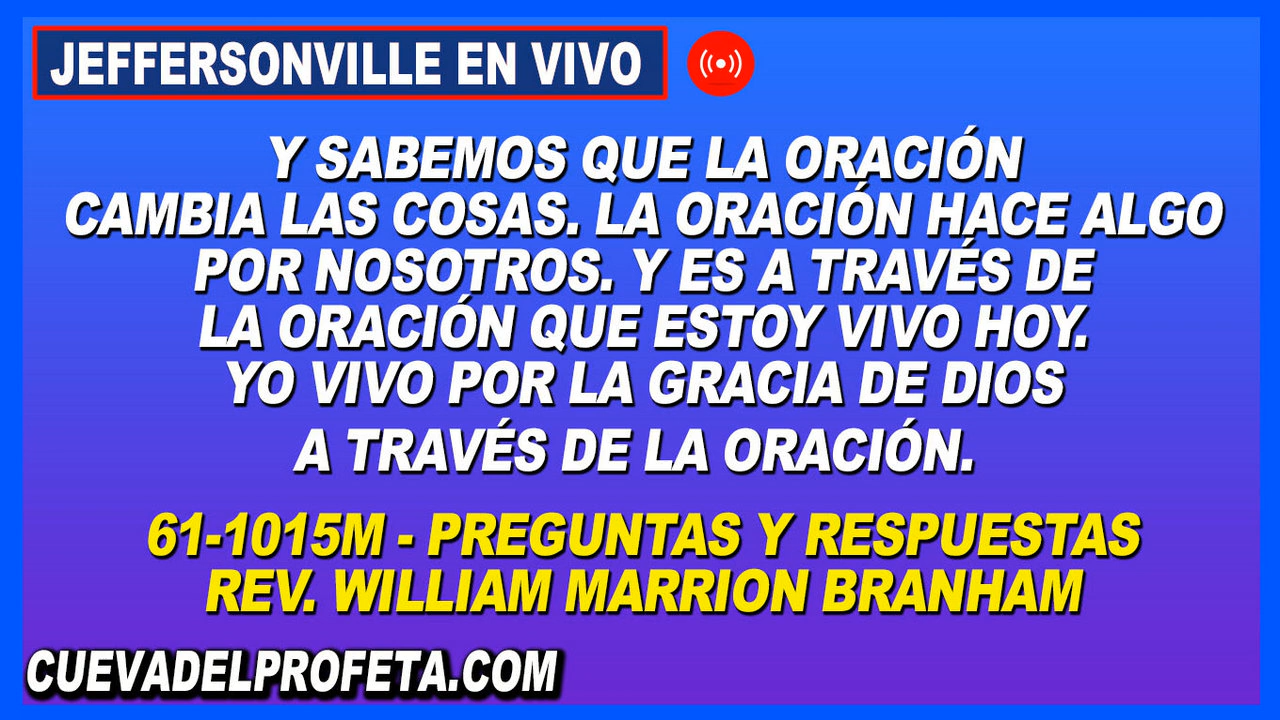 JEFFERSONVILLE EN VIVO
Y SABEMOS QUE LA ORACIÓN
CAMBIA LAS COSAS. LA ORACIÓN HACE ALGO
POR NOSOTROS. Y ES A TRAVÉS DE
LA ORACIÓN QUE ESTOY VIVO HOY.
YO VIVO POR LA GRACIA DE DIOS
A TRAVÉS DE LA ORACIÓN.
61-1015M - PREGUNTAS Y RESPUESTAS
REV. WILLIAM MARRION BRANHAM
CUEVADELPROFETA.COM